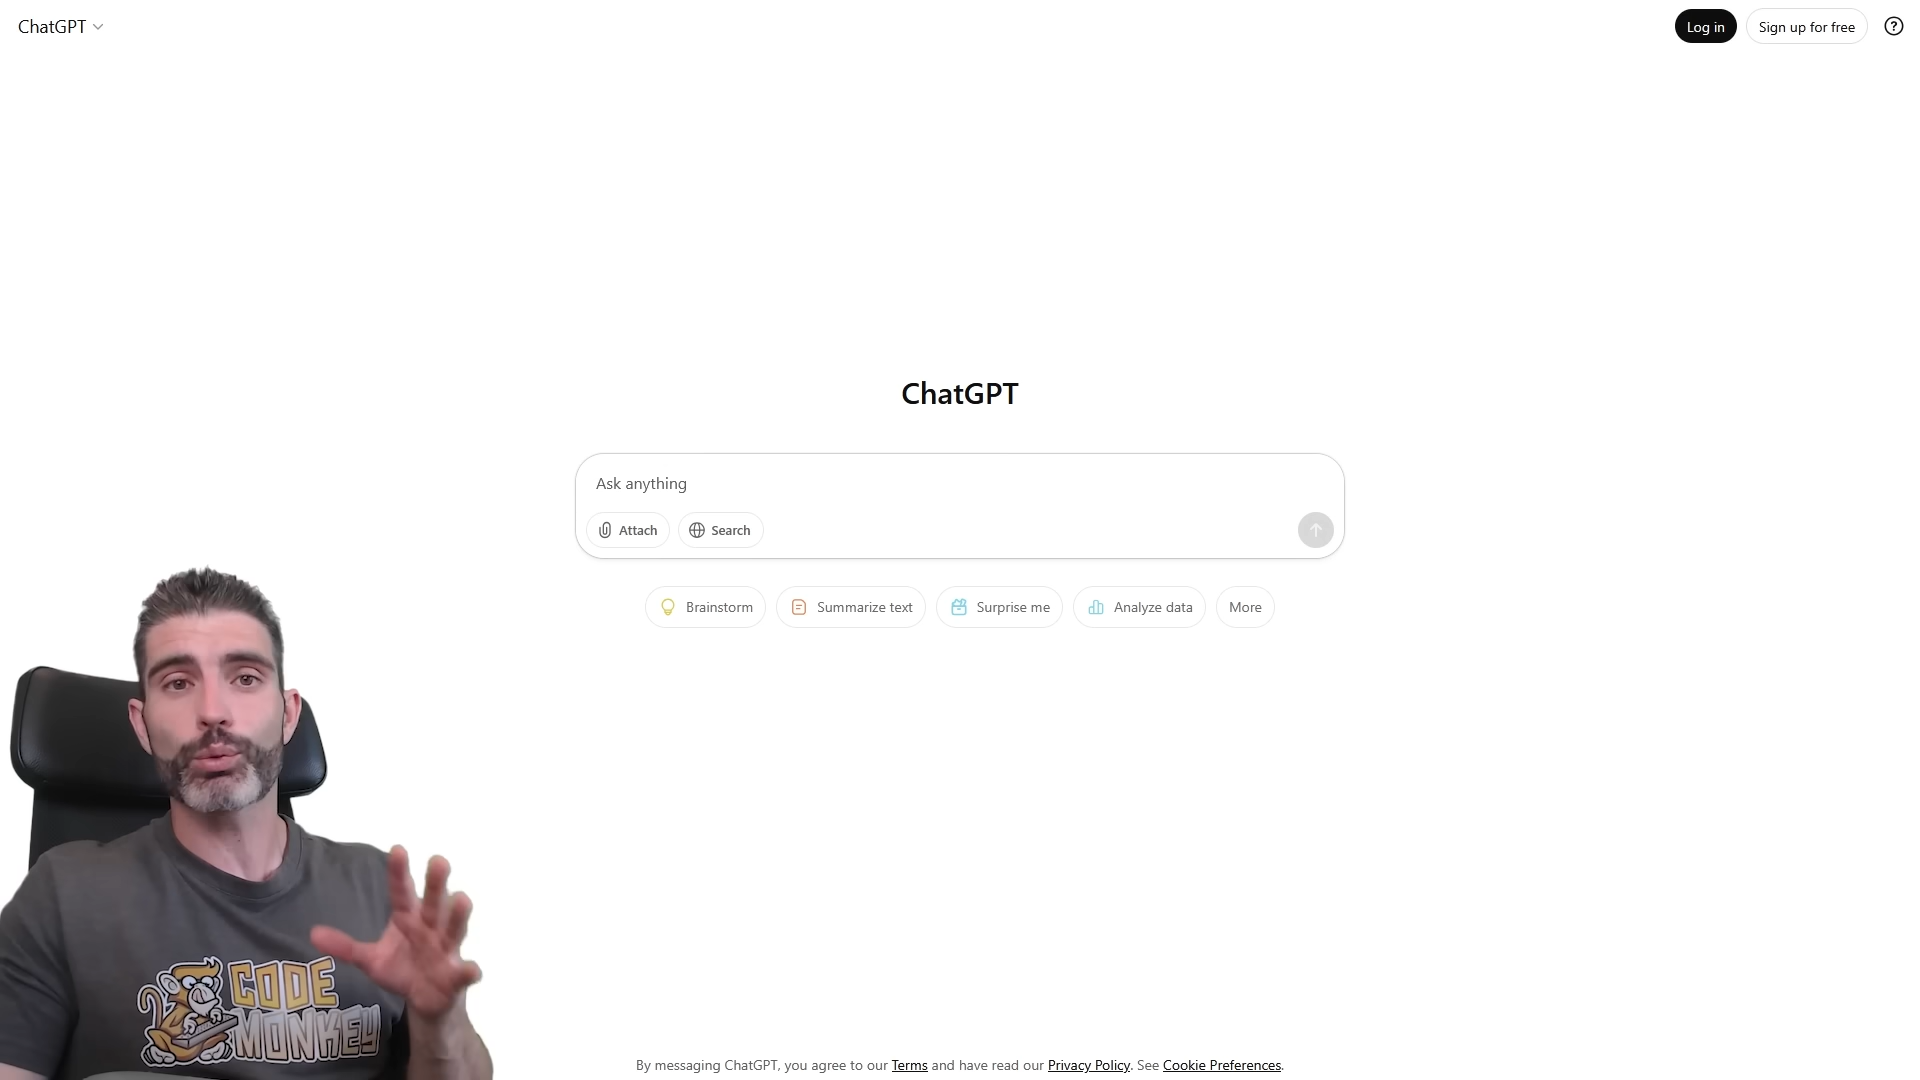 ChatGPT
Log in
Sign up for free
ChatGPT
Ask anything
Attach
Search
Brainstorm
Summarize text
Surprise me
Analyze data
More
CODE
MONKEY
By messaging ChatGPT, you agree to our Terms and have read our Privacy Policy. See Cookie Preferences.